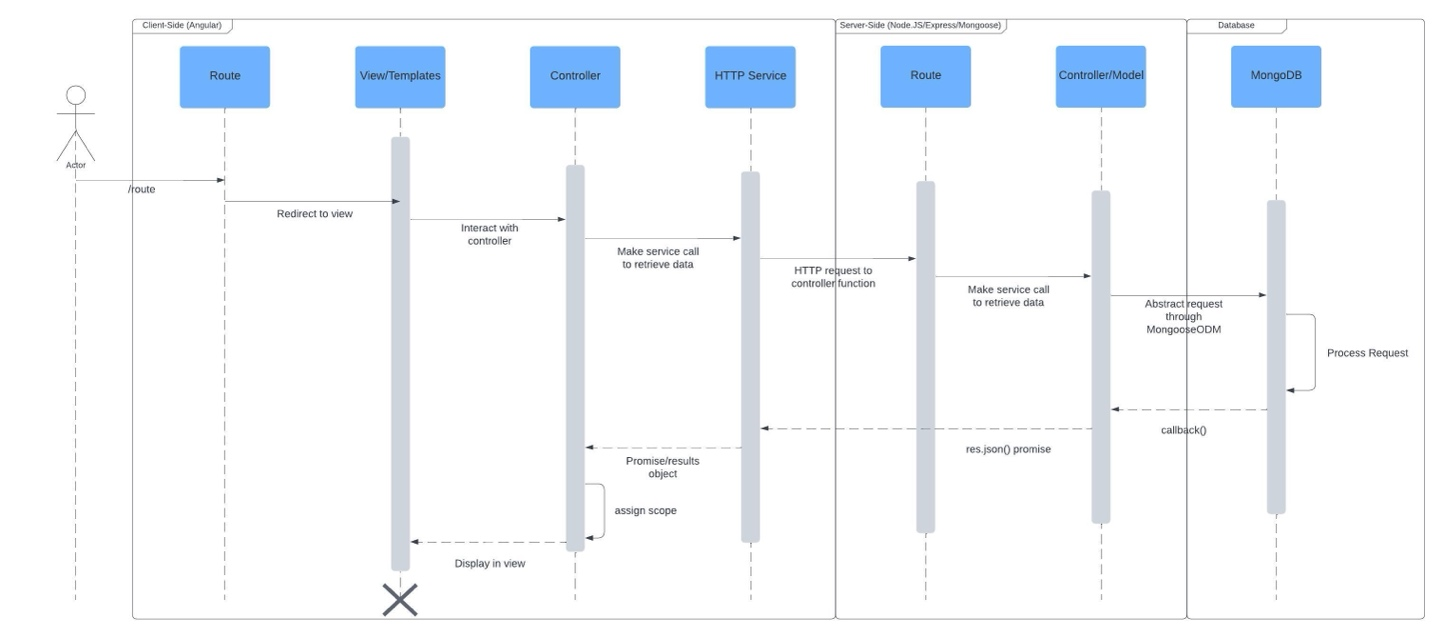 Client-Side (Angular)
Server-Side (Node.JS/Express/Mongoose)
Database
Route
View/Templates
Controller
HTTP Service
Route
Controller/Model
MongoDB
Actor
/route
Redirect to view
Interact with
controller
Make service call
to retrieve data
HTTP request to
controller function
Make service call
to retrieve data
Abstract request
through
MongooseODM
Process Request
callback()
res.json() promise
Promise/results
object
assign scope
Display in view